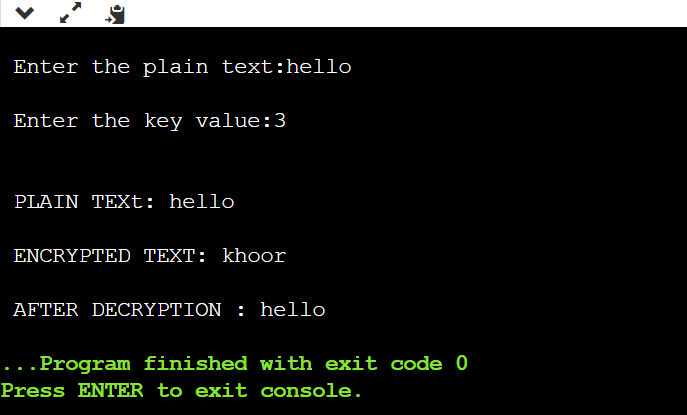 Enter the plain text:hello
Enter the key value:3
PLAIN TEXt: hello
ENCRYPTED TEXT: khoor
AFTER DECRYPTION : hello
...Program finished with exit code 0
Press ENTER to exit console.